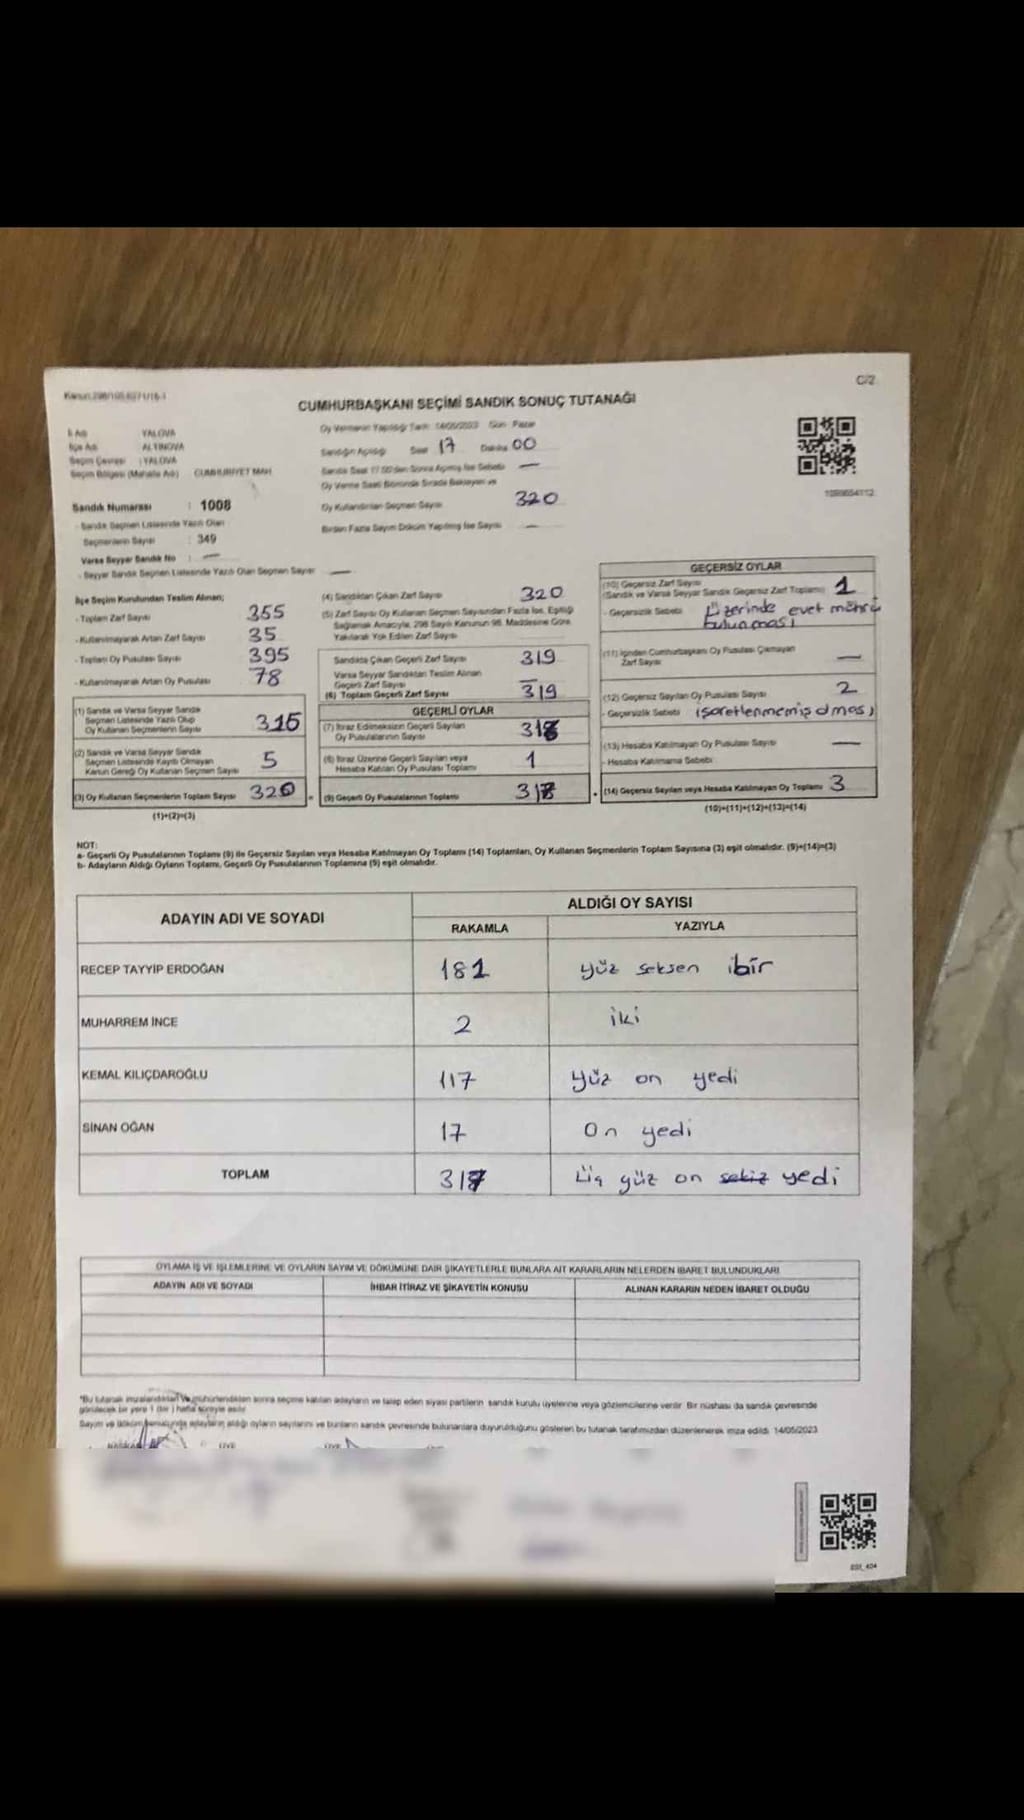 C/2
CUMHURBAŞKANI SEÇİMİ SANDIK SONUÇ TUTANAĞI
İl Adı : YALOVA
İlçe Adı : ALTINOVA
Seçim Çevresi : YALOVA
Seçim Bölgesi (Mahalle Adı) CUMHURİYET MAH.
Sandık Numarası : 1008
- Sandık Seçmen Listesinde Yazılı Olan
Seçmenlerin Sayısı : 349
Varsa Seyyar Sandık No : —
- Seyyar Sandık Seçmen Listesinde Yazılı Olan Seçmen Sayısı —
Oy Vermenin Yapıldığı Tarih: 14/05/2023 Gün: Pazar
Sandığın Açıldığı Saat 17 Dakika 00
Sandık Saat 17.00'den Sonra Açılmış İse Sebebi —
Oy Verme Saati Bitiminde Sırada Bekleyen ve
Oy Kullandırılan Seçmen Sayısı 320
Birden Fazla Sayım Döküm Yapılmış İse Sayısı —
İlçe Seçim Kurulundan Teslim Alınan;
- Toplam Zarf Sayısı 355
- Kullanılmayarak Artan Zarf Sayısı 35
- Toplam Oy Pusulası Sayısı 395
- Kullanılmayarak Artan Oy Pusulası 78
(1) Sandık ve Varsa Seyyar Sandık
Seçmen Listesinde Yazılı Olup
Oy Kullanan Seçmenlerin Sayısı 315
(2) Sandık ve Varsa Seyyar Sandık
Seçmen Listesinde Kayıtlı Olmayan
Kanun Gereği Oy Kullanan Seçmen Sayısı 5
(3) Oy Kullanan Seçmenlerin Toplam Sayısı 320
(1)+(2)=(3)
(4) Sandıktan Çıkan Zarf Sayısı 320
(5) Zarf Sayısı Oy Kullanan Seçmen Sayısından Fazla İse, Eşitliği
Sağlamak Amacıyla, 298 Sayılı Kanunun 98. Maddesine Göre
Yakılarak Yok Edilen Zarf Sayısı
Sandıkta Çıkan Geçerli Zarf Sayısı 319
Varsa Seyyar Sandıktan Teslim Alınan
Geçerli Zarf Sayısı —
(6) Toplam Geçerli Zarf Sayısı 319
GEÇERLİ OYLAR
(7) İtiraz Edilmeksizin Geçerli Sayılan
Oy Pusulalarının Sayısı
(8) İtiraz Üzerine Geçerli Sayılan veya
Hesaba Katılan Oy Pusulası Toplamı 1
(9) Geçerli Oy Pusulalarının Toplamı 317
GEÇERSİZ OYLAR
(10) Geçersiz Zarf Sayısı
(Sandık ve Varsa Seyyar Sandık Geçersiz Zarf Toplamı) 1
- Geçersizlik Sebebi Üzerinde evet mührü
bulunması
(11) İçinden Cumhurbaşkanı Oy Pusulası Çıkmayan
Zarf Sayısı —
(12) Geçersiz Sayılan Oy Pusulası Sayısı 2
- Geçersizlik Sebebi (işaretlenmemiş olması)
(13) Hesaba Katılmayan Oy Pusulası Sayısı —
- Hesaba Katılmama Sebebi
(14) Geçersiz Sayılan veya Hesaba Katılmayan Oy Toplamı 3
(10)+(11)+(12)+(13)=(14)
NOT:
a- Geçerli Oy Pusulalarının Toplamı (9) ile Geçersiz Sayılan veya Hesaba Katılmayan Oy Toplamı (14) Toplamları, Oy Kullanan Seçmenlerin Toplam Sayısına (3) eşit olmalıdır. (9)+(14)=(3)
b- Adayların Aldığı Oyların Toplamı, Geçerli Oy Pusulalarının Toplamına (9) eşit olmalıdır.
ADAYIN ADI VE SOYADI
ALDIĞI OY SAYISI
RAKAMLA YAZIYLA
RECEP TAYYİP ERDOĞAN 181 yüz seksen bir
MUHARREM İNCE 2 iki
KEMAL KILIÇDAROĞLU 117 yüz on yedi
SİNAN OĞAN 17 On yedi
TOPLAM 317 Üç yüz on sekiz yedi
OYLAMA İŞ VE İŞLEMLERİNE VE OYLARIN SAYIM VE DÖKÜMÜNE DAİR ŞİKAYETLERLE BUNLARA AİT KARARLARIN NELERDEN İBARET BULUNDUKLARI
ADAYIN ADI VE SOYADI İHBAR İTİRAZ VE ŞİKAYETİN KONUSU ALINAN KARARIN NEDEN İBARET OLDUĞU
*Bu tutanak imzalandıktan ve mühürlendikten sonra seçime katılan adayların ve talep eden siyasi partilerin sandık kurulu üyelerine veya gözlemcilerine verilir. Bir nüshası da sandık çevresinde
görülecek bir yere 1 (bir) hafta süreyle asılır.
Sayım ve döküm sonucunda adayların aldığı oyların sayılarını ve bunların sandık çevresinde bulunanlara duyurulduğunu gösteren bu tutanak tarafımızdan düzenlenerek imza edildi. 14/05/2023